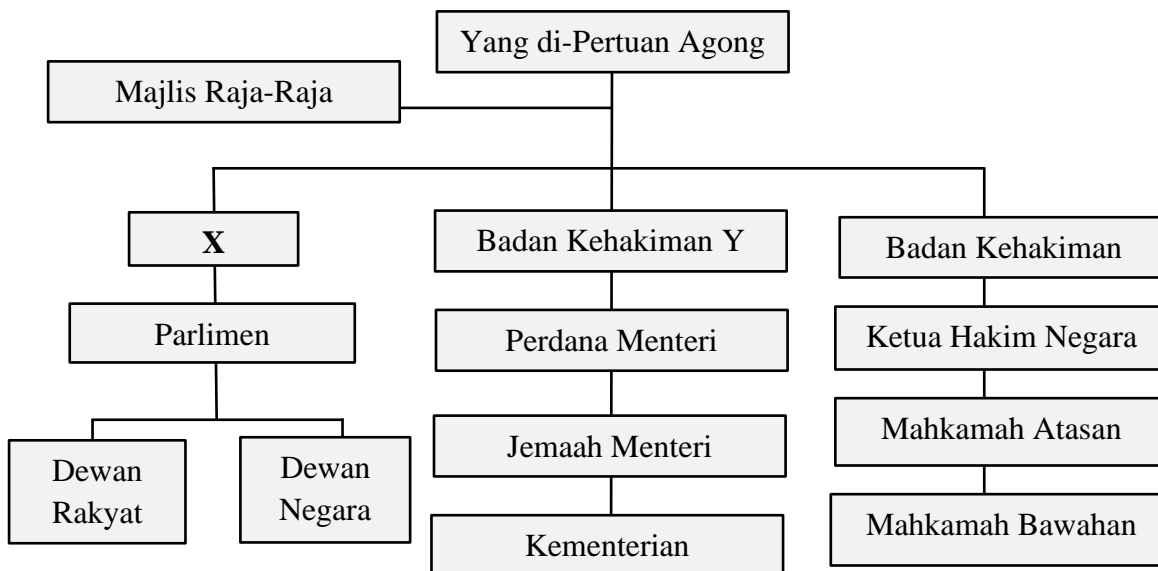 Yang di-Pertuan Agong
Majlis Raja-Raja
X
Badan Kehakiman Y
Badan Kehakiman
Parlimen
Perdana Menteri
Ketua Hakim Negara
Dewan
Rakyat
Dewan
Negara
Jemaah Menteri
Mahkamah Atasan
Kementerian
Mahkamah Bawahan